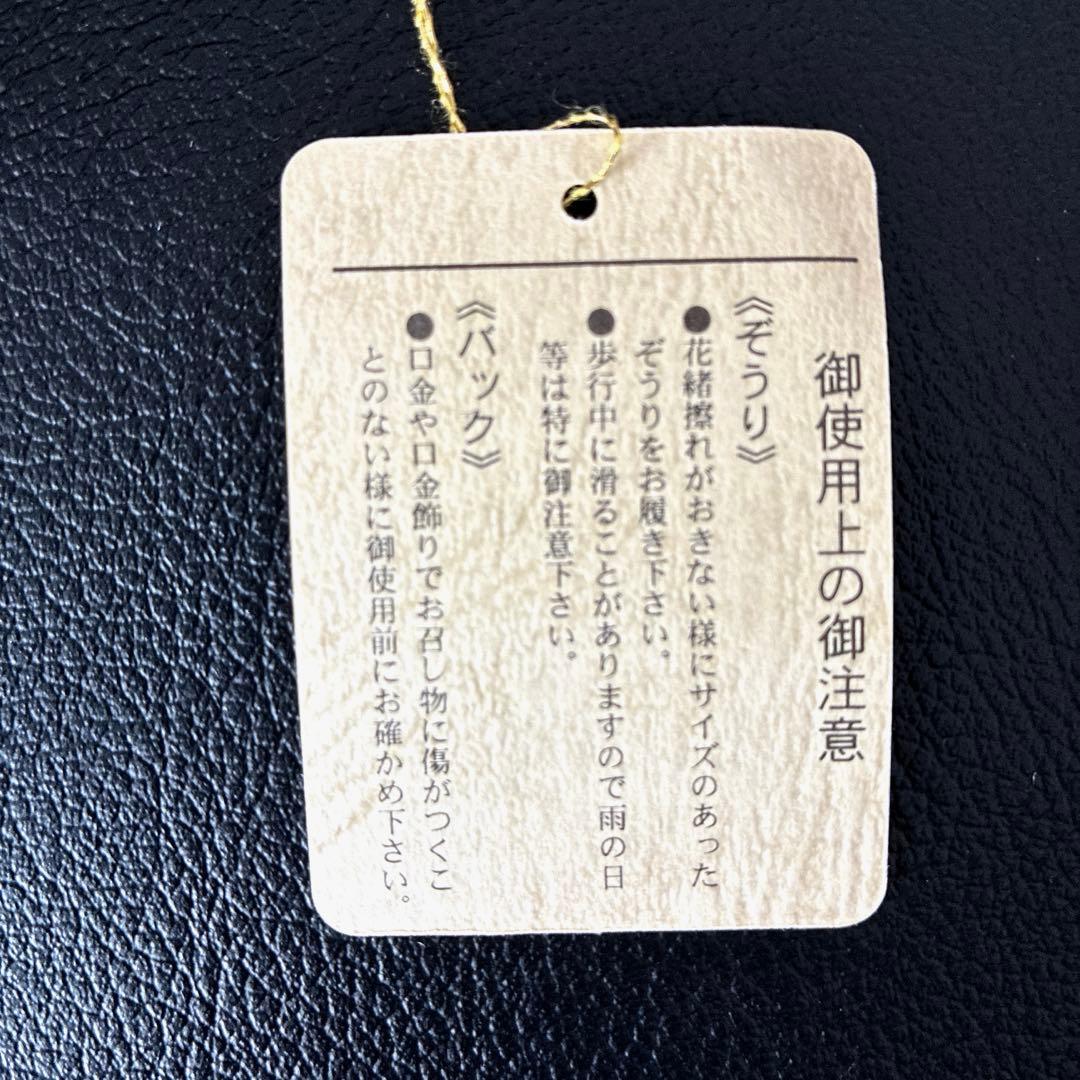 御使用上の御注意
《ぞうり》
●花緒擦れがおきない様にサイズのあった
ぞうりをお履き下さい。
●歩行中に滑ることがありますので雨の日
等は特に御注意下さい。
《バック》
●口金や口金飾りでお召し物に傷がつくこ
とのない様に御使用前にお確かめ下さい。